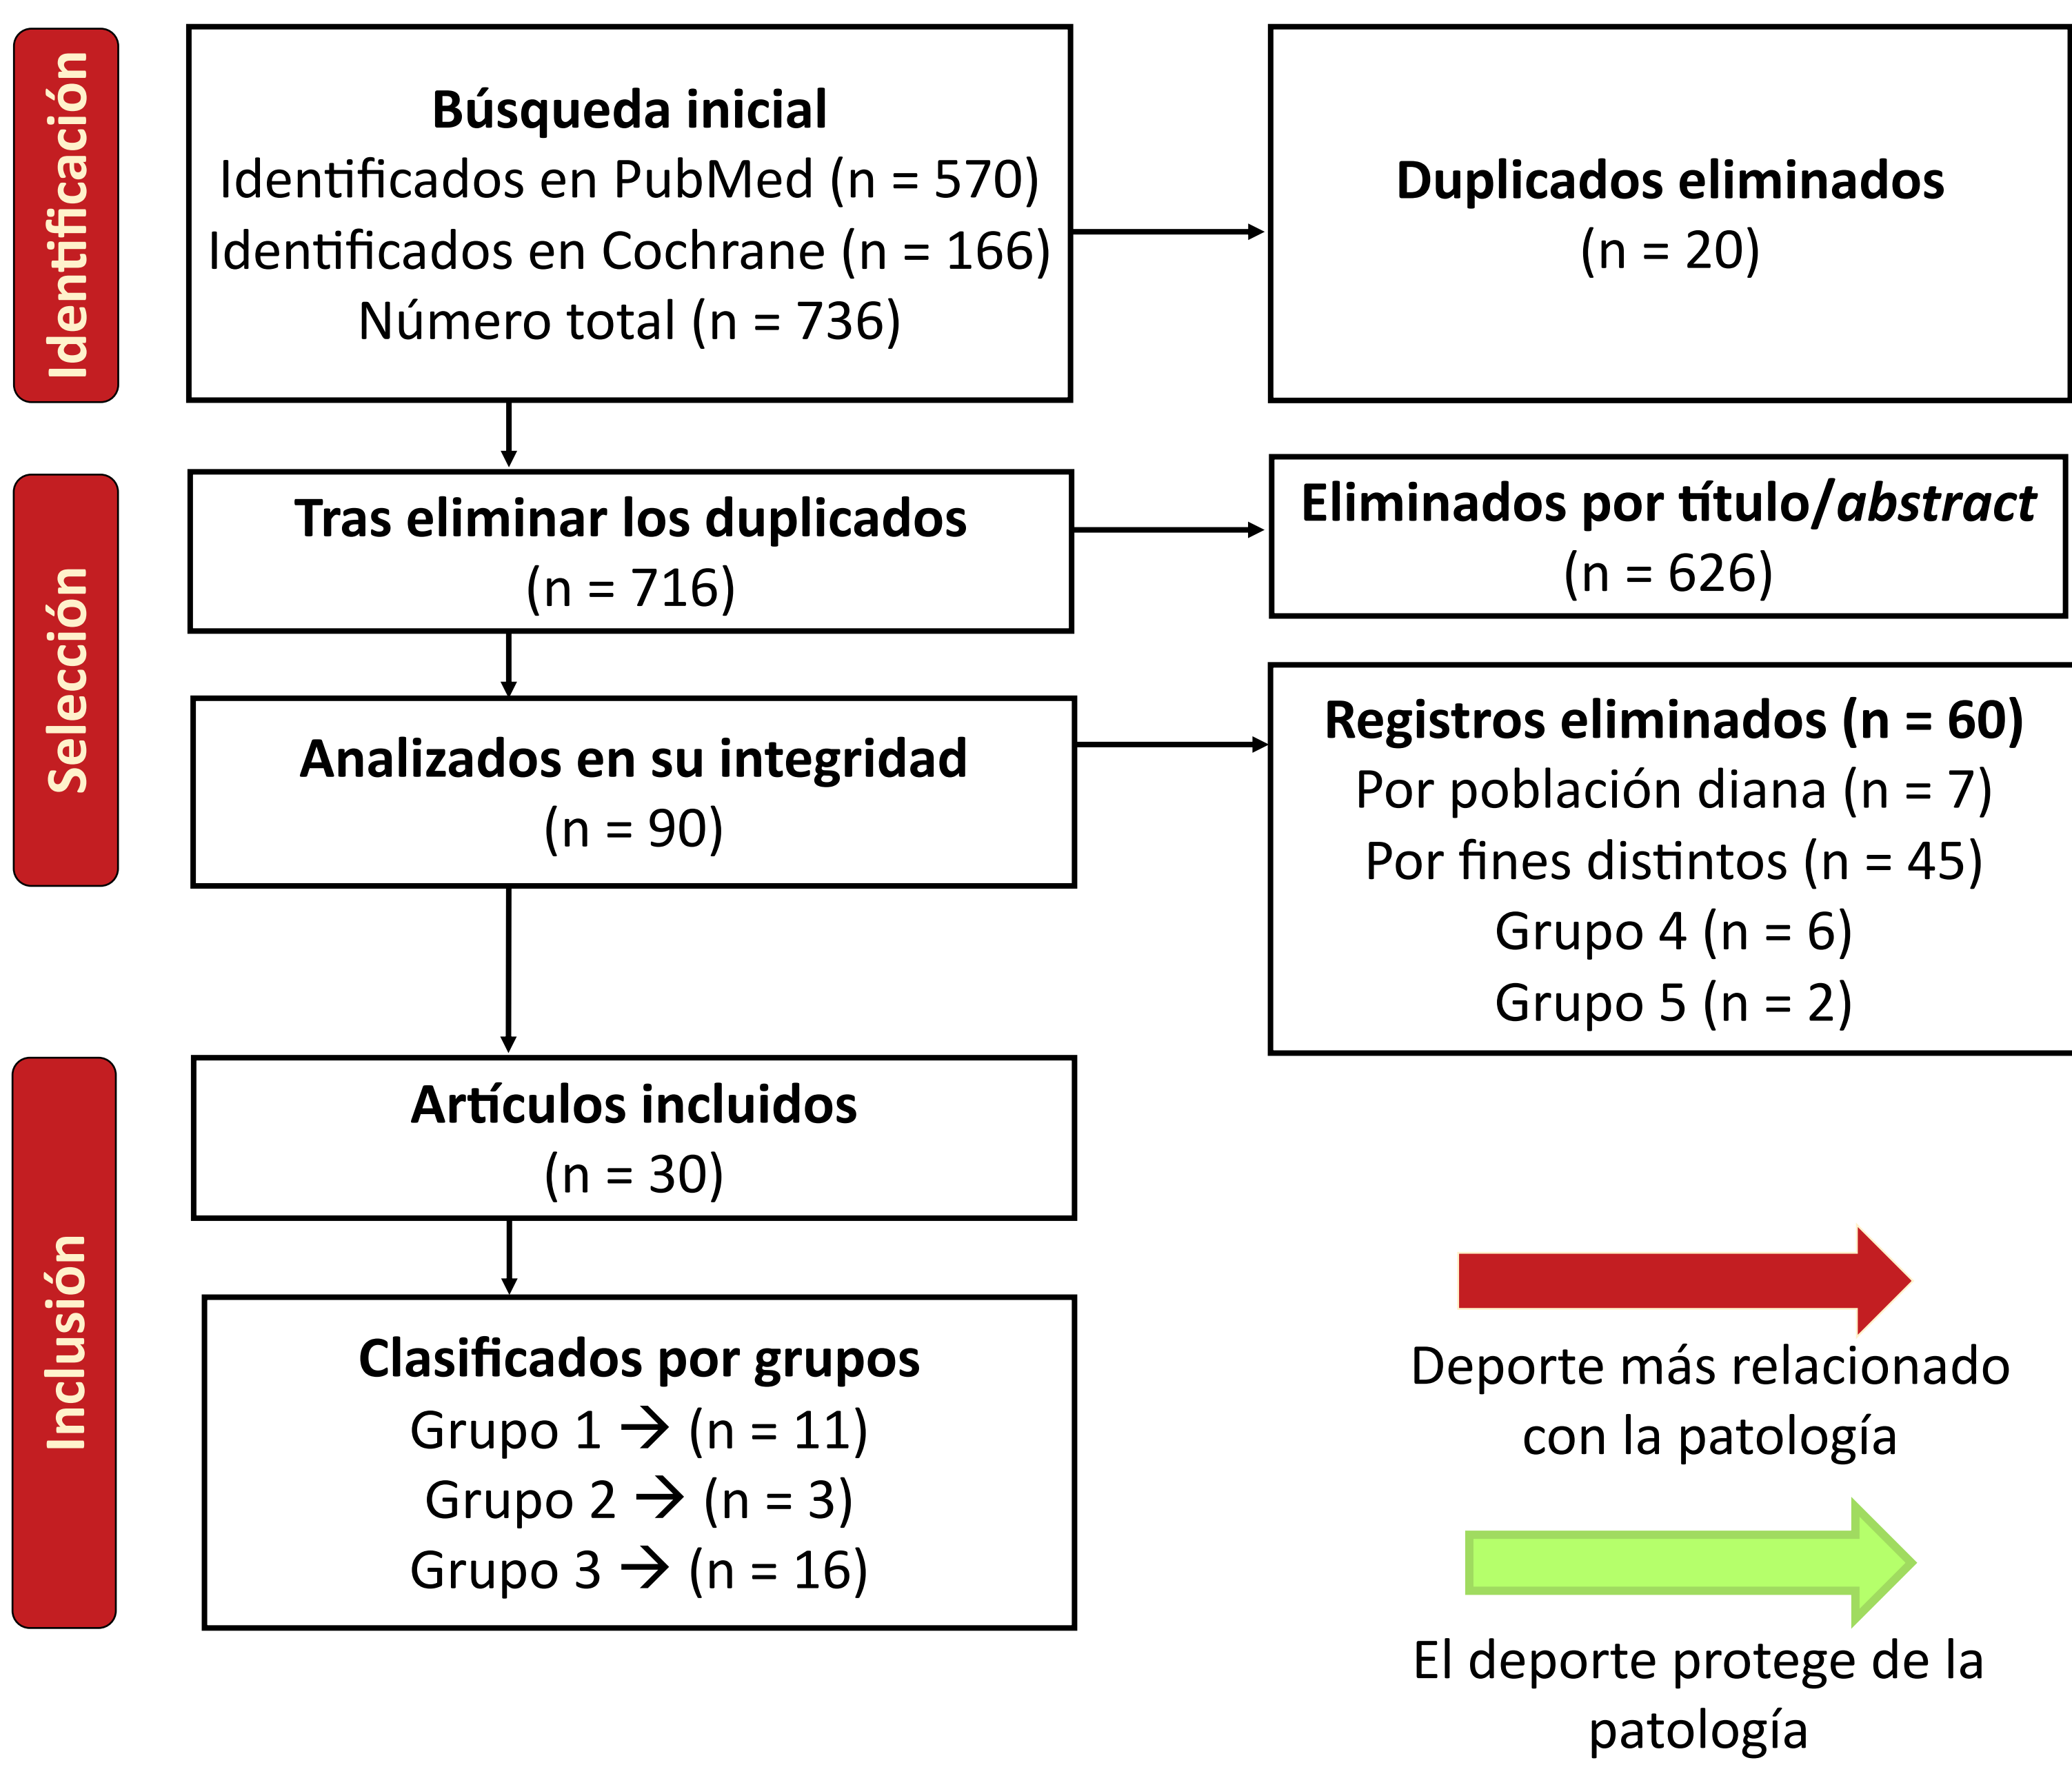 Identificación
Búsqueda inicial
Identificados en PubMed (n = 570)
Identificados en Cochrane (n = 166)
Número total (n = 736)
Duplicados eliminados
(n = 20)
Selección
Tras eliminar los duplicados
(n = 716)
Eliminados por título/abstract
(n = 626)
Analizados en su integridad
(n = 90)
Registros eliminados (n = 60)
Por población diana (n = 7)
Por fines distintos (n = 45)
Grupo 4 (n = 6)
Grupo 5 (n = 2)
Inclusión
Artículos incluidos
(n = 30)
Clasificados por grupos
Grupo 1 → (n = 11)
Grupo 2 → (n = 3)
Grupo 3 → (n = 16)
Deporte más relacionado
con la patología
El deporte protege de la
patología